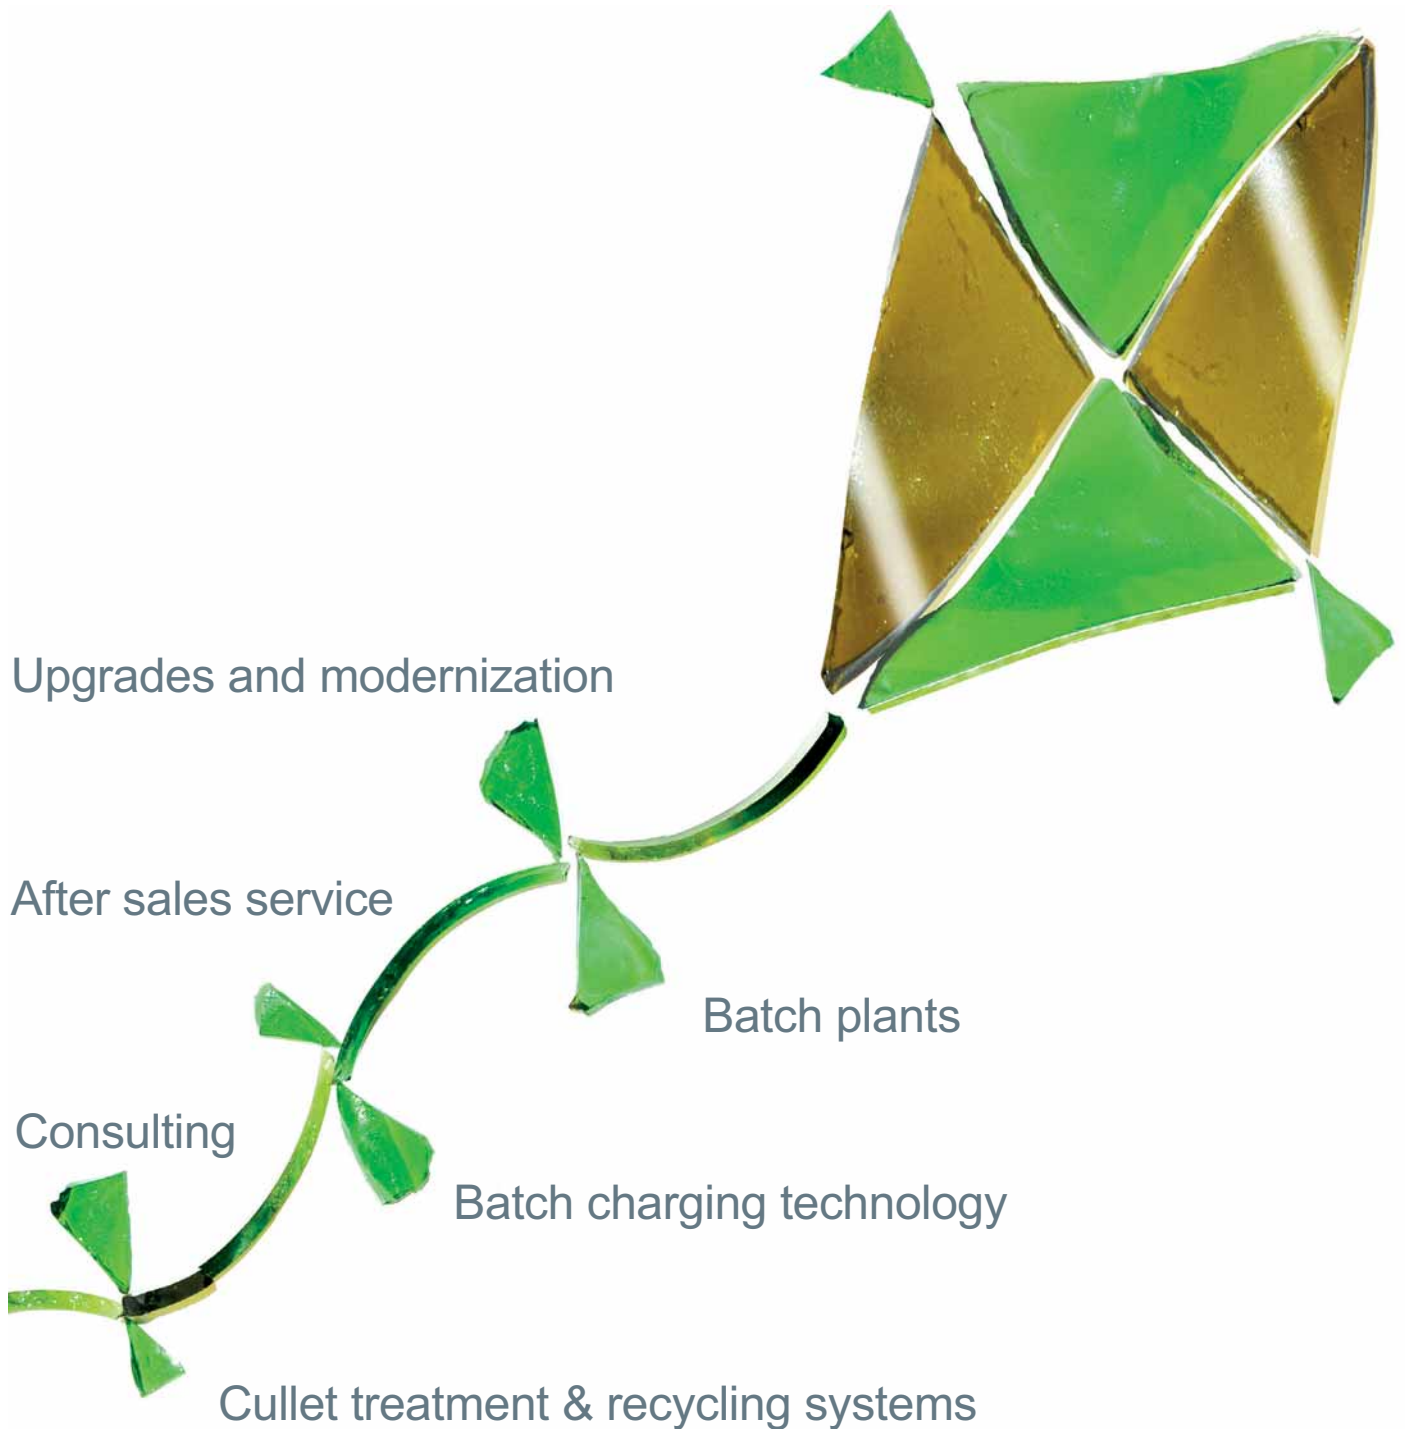 Upgrades and modernization
After sales service
Batch plants
Consulting
Batch charging technology
Cullet treatment & recycling systems